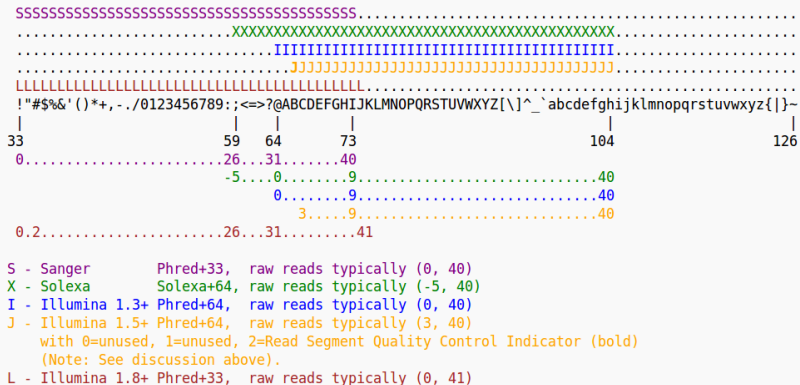 SSSSSSSSSSSSSSSSSSSSSSSSSSSSSSSSSSSSSSSSS.....................................................
..........................XXXXXXXXXXXXXXXXXXXXXXXXXXXXXXXXXXXXXXXXXXXXXX......................
...............................IIIIIIIIIIIIIIIIIIIIIIIIIIIIIIIIIIIIIIIII......................
.................................JJJJJJJJJJJJJJJJJJJJJJJJJJJJJJJJJJJJJJJ......................
LLLLLLLLLLLLLLLLLLLLLLLLLLLLLLLLLLLLLLLLLL....................................................
!"#$%&'()*+,-./0123456789:;<=>?@ABCDEFGHIJKLMNOPQRSTUVWXYZ[\]^_`abcdefghijklmnopqrstuvwxyz{|}~
|                         |    |        |                              |                     |
33                        59   64       73                            104                   126
0........................26...31.......40
-5....0........9.............................40
0........9.............................40
3.....9.............................40
0.2......................26...31.........41
S - Sanger        Phred+33,  raw reads typically (0, 40)
X - Solexa        Solexa+64, raw reads typically (-5, 40)
I - Illumina 1.3+ Phred+64,  raw reads typically (0, 40)
J - Illumina 1.5+ Phred+64,  raw reads typically (3, 40)
with 0=unused, 1=unused, 2=Read Segment Quality Control Indicator (bold)
(Note: See discussion above).
L - Illumina 1.8+ Phred+33,  raw reads typically (0, 41)